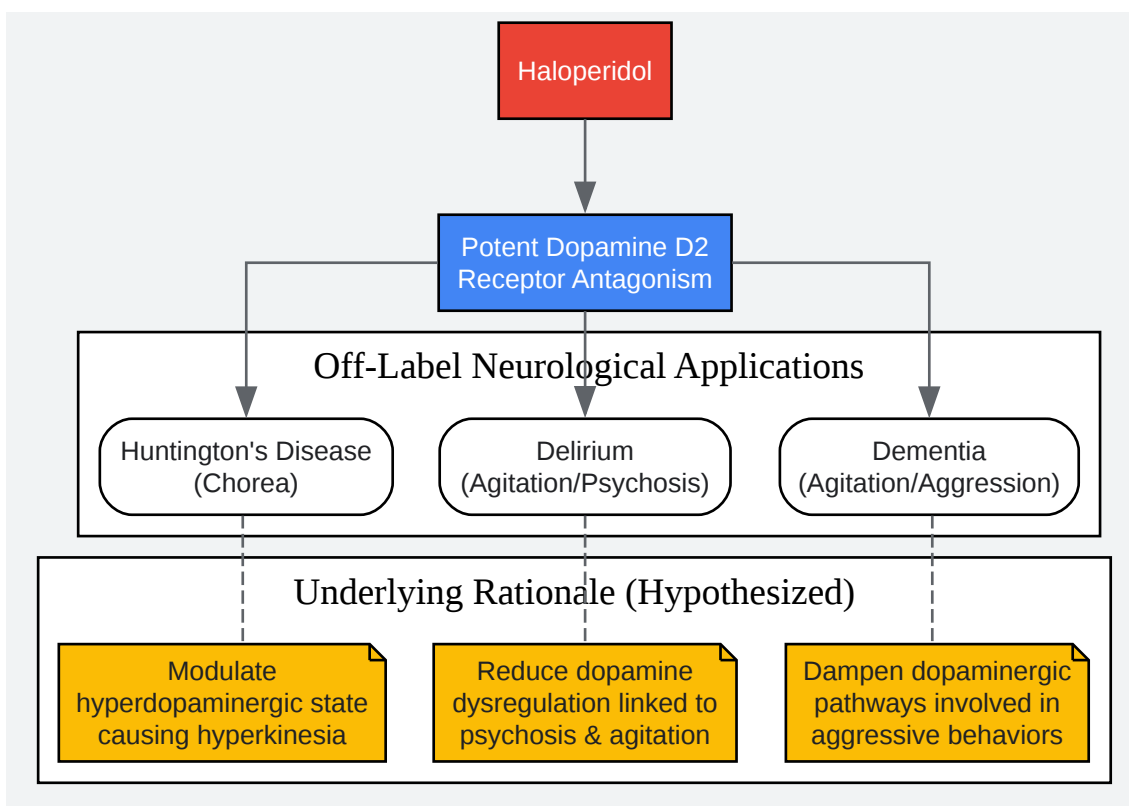 Haloperidol
Potent Dopamine D2
Receptor Antagonism
Off-Label Neurological Applications
Huntington's Disease
(Chorea)
Delirium
(Agitation/Psychosis)
Dementia
(Agitation/Aggression)
Underlying Rationale (Hypothesized)
Modulate
hyperdopaminergic state
causing hyperkinesia
Reduce dopamine
dysregulation linked to
psychosis & agitation
Dampen dopaminergic
pathways involved in
aggressive behaviors